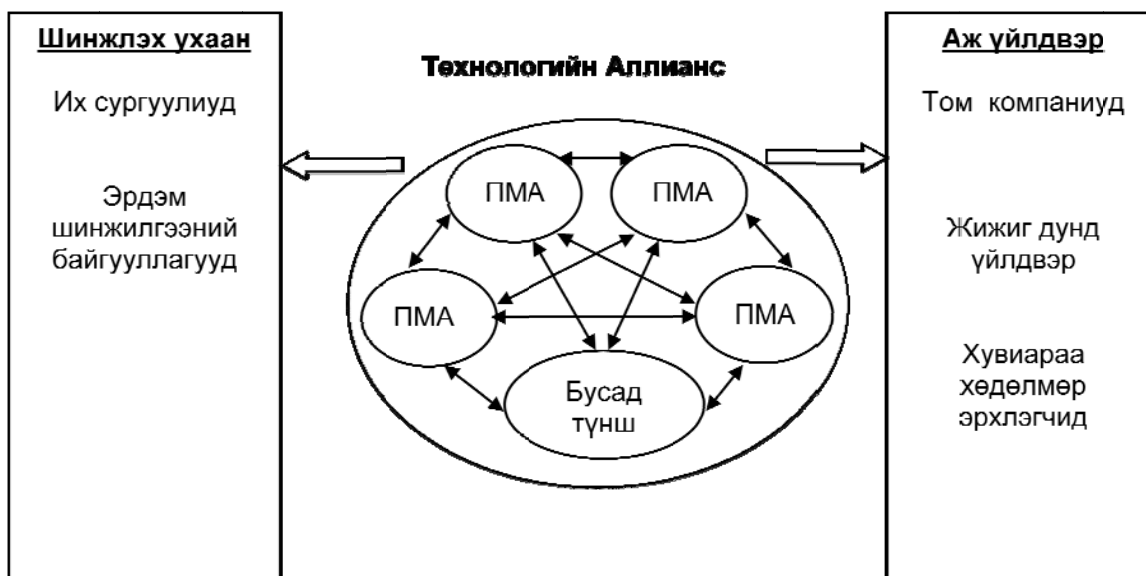 Шинжлэх ухаан
Их сургуулиуд
Эрдэм
шинжилгээний
байгууллагууд
Технологийн Аллианс
ПМА
ПМА
ПМА
ПМА
Бусад
түнш
Аж үйлдвэр
Том компаниуд
Жижиг дунд
үйлдвэр
Хувиараа
хөдөлмөр
эрхлэгчид